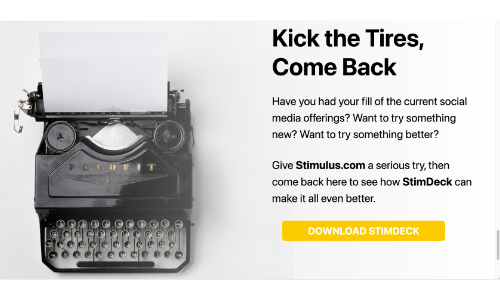 Kick the Tires,
Come Back
Have you had your fill of the current social
media offerings? Want to try something
new? Want to try something better?
Give Stimulus.com a serious try, then
come back here to see how StimDeck can
make it all even better.
DOWNLOAD STIMDECK
FAVORIT